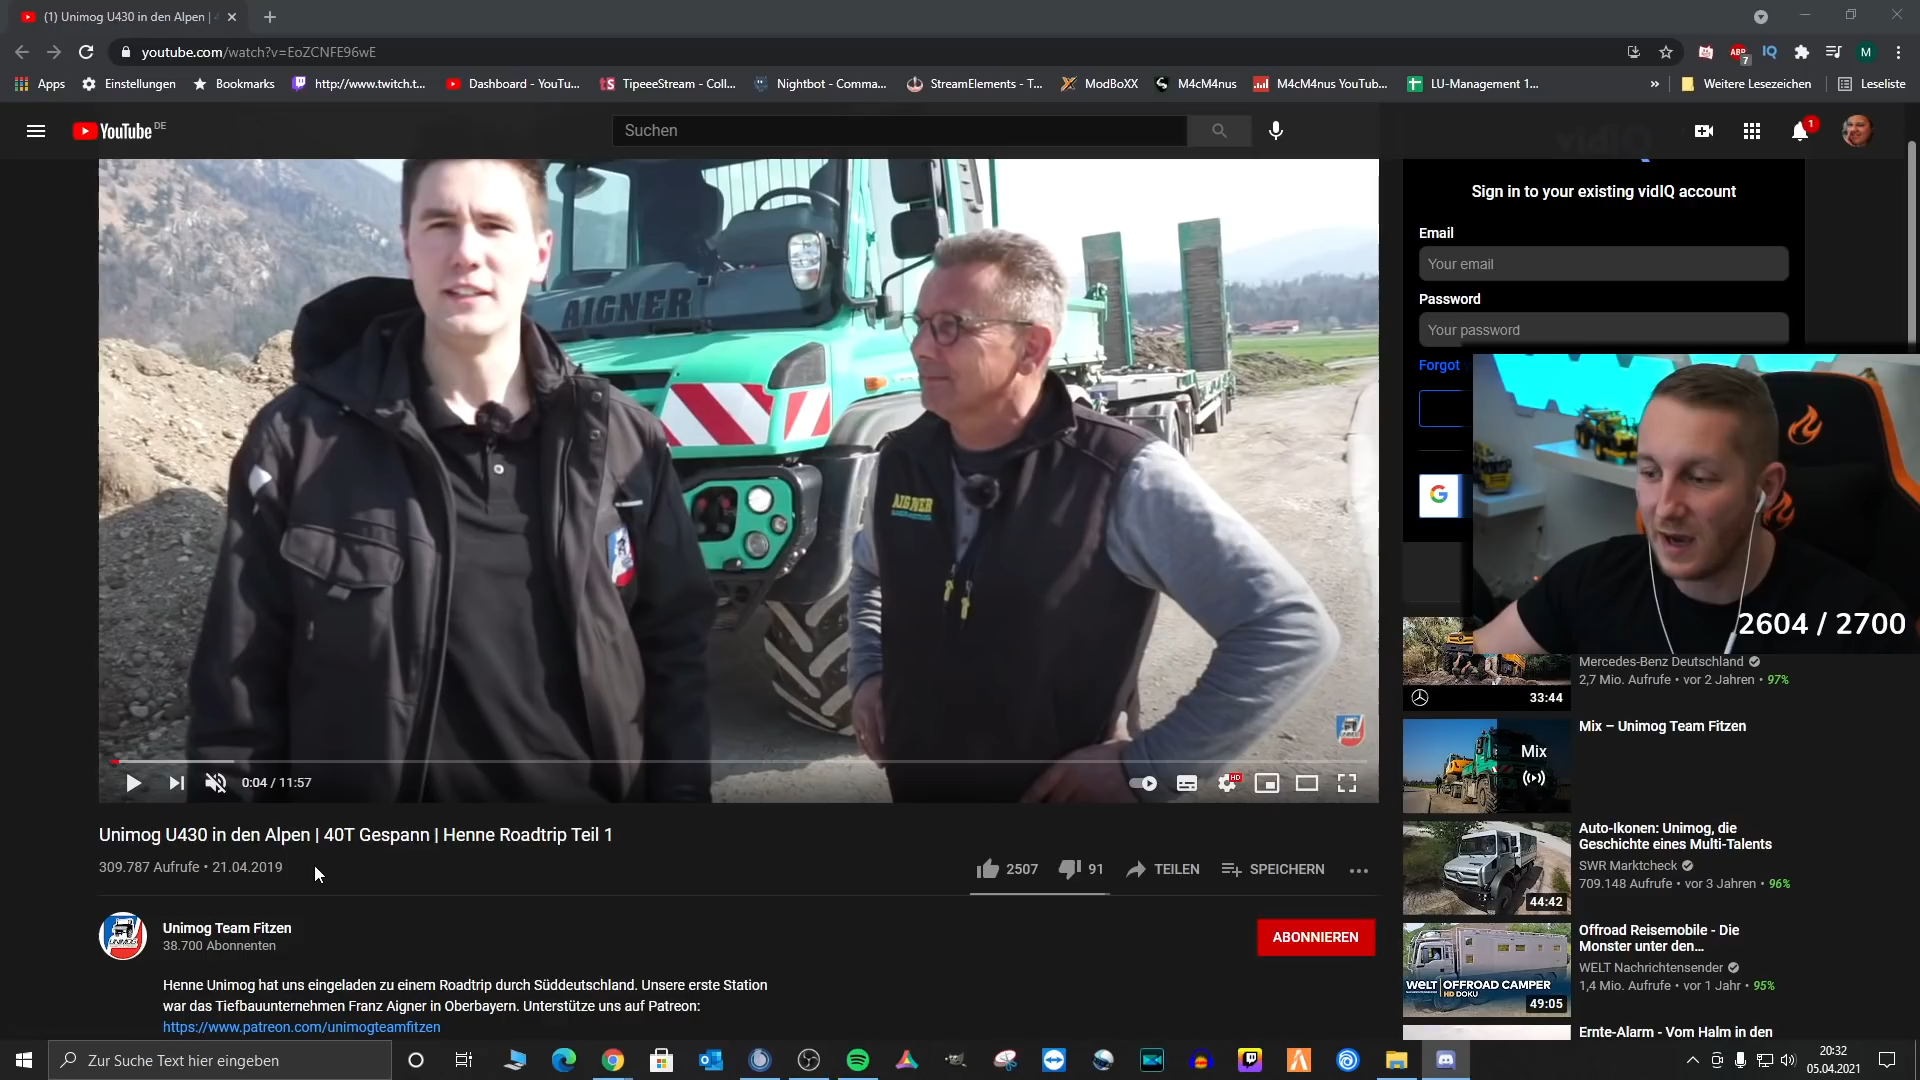 (1) Unimog U430 in den Alpen |
youtube.com/watch?v=EoZCNFE96wE
ABP
7
IQ
M
Apps
Einstellungen
Bookmarks
http://www.twitch.t...
Dashboard - YouTu...
TipeeeStream - Coll...
Nightbot - Comma...
StreamElements - T...
ModBoXX
M4cM4nus
M4cM4nus YouTub...
LU-Management 1...
»
Weitere Lesezeichen
Leseliste
YouTube DE
Suchen
1
vidIQ
Sign in to your existing vidIQ account
Email
Your email
Password
Your password
Forgot
AIGNER
AIGNER
UNIMOG
2604 / 2700
0:04 / 11:57
HD
Unimog U430 in den Alpen | 40T Gespann | Henne Roadtrip Teil 1
309.787 Aufrufe • 21.04.2019
2507
91
TEILEN
SPEICHERN
UNIMOG
Unimog Team Fitzen
38.700 Abonnenten
ABONNIEREN
Henne Unimog hat uns eingeladen zu einem Roadtrip durch Süddeutschland. Unsere erste Station
war das Tiefbauunternehmen Franz Aigner in Oberbayern. Unterstütze uns auf Patreon:
https://www.patreon.com/unimogteamfitzen
Mercedes-Benz Deutschland
2,7 Mio. Aufrufe • vor 2 Jahren • 97%
33:44
Mix
Mix – Unimog Team Fitzen
Auto-Ikonen: Unimog, die
Geschichte eines Multi-Talents
SWR Marktcheck
709.148 Aufrufe • vor 3 Jahren • 96%
44:42
Offroad Reisemobile - Die
Monster unter den...
WELT Nachrichtensender
1,4 Mio. Aufrufe • vor 1 Jahr • 95%
WELT OFFROAD CAMPER
HD DOKU
49:05
Ernte-Alarm - Vom Halm in den
Zur Suche Text hier eingeben
20:32
05.04.2021